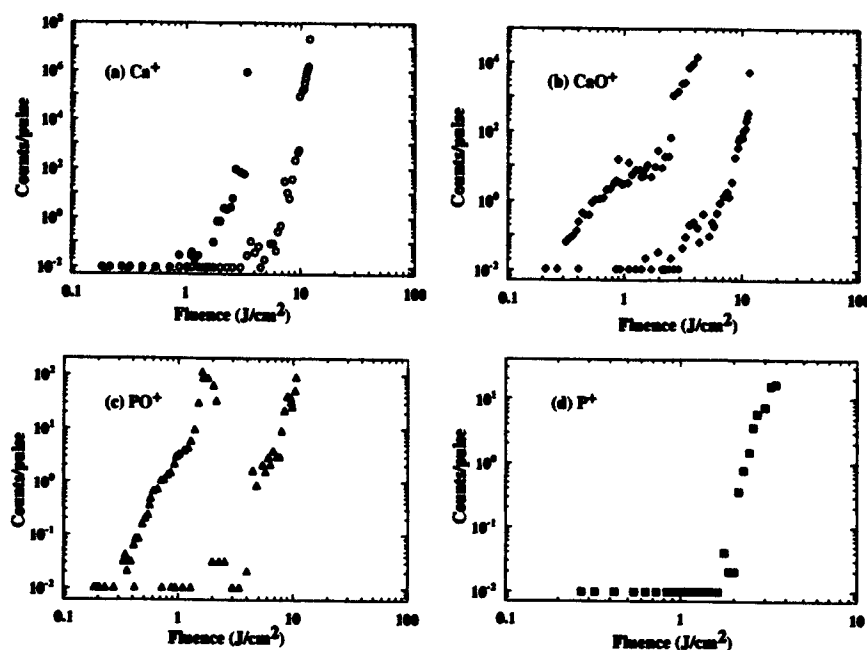 10⁸
10⁶
10⁴
10²
10⁰
10⁻²
Counts/pulse
(a) Ca⁺
0.1 1 10 100
Fluence (J/cm²)
10⁴
10²
10⁰
10⁻²
Counts/pulse
(b) CaO⁺
0.1 1 10 100
Fluence (J/cm²)
10²
10¹
10⁰
10⁻¹
10⁻²
Counts/pulse
(c) PO⁺
0.1 1 10 100
Fluence (J/cm²)
10¹
10⁰
10⁻¹
10⁻²
Counts/pulse
(d) P⁺
0.1 1 10
Fluence (J/cm²)